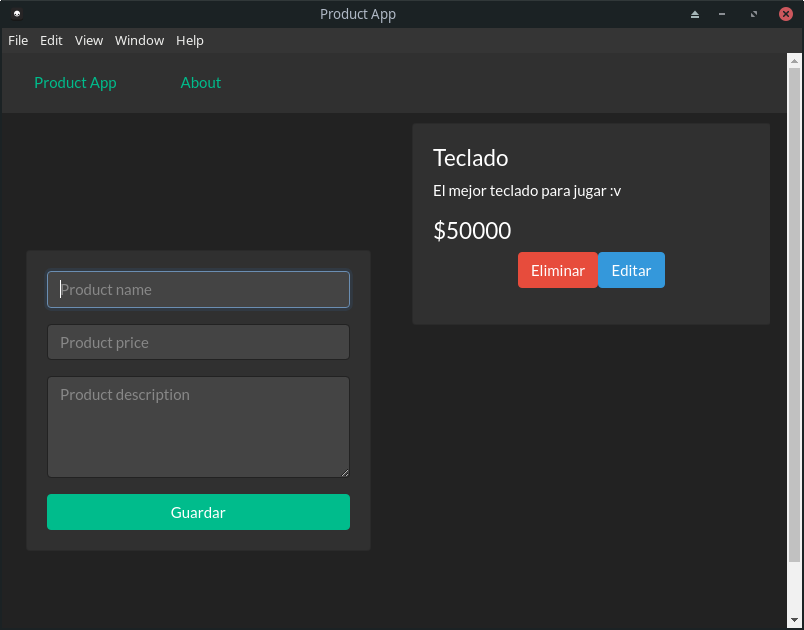 Product App
File Edit View Window Help
Product App About
Product name
Product price
Product description
Guardar
Teclado
El mejor teclado para jugar :v
$50000
Eliminar Editar